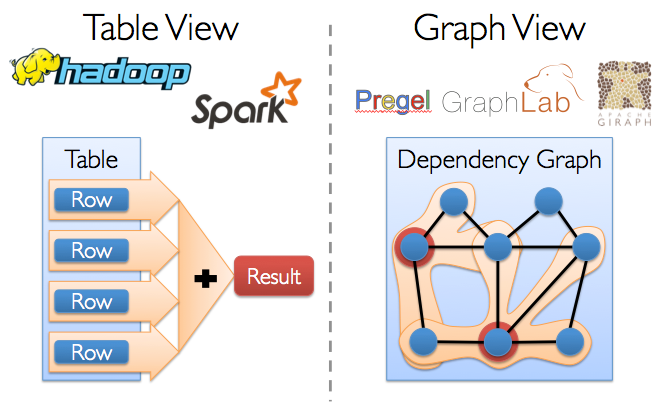 Table View
hadoop
Spark
Table
Row
Row
Row
Row
+
Result
Graph View
Pregel GraphLab
APACHE
GIRAPH
Dependency Graph